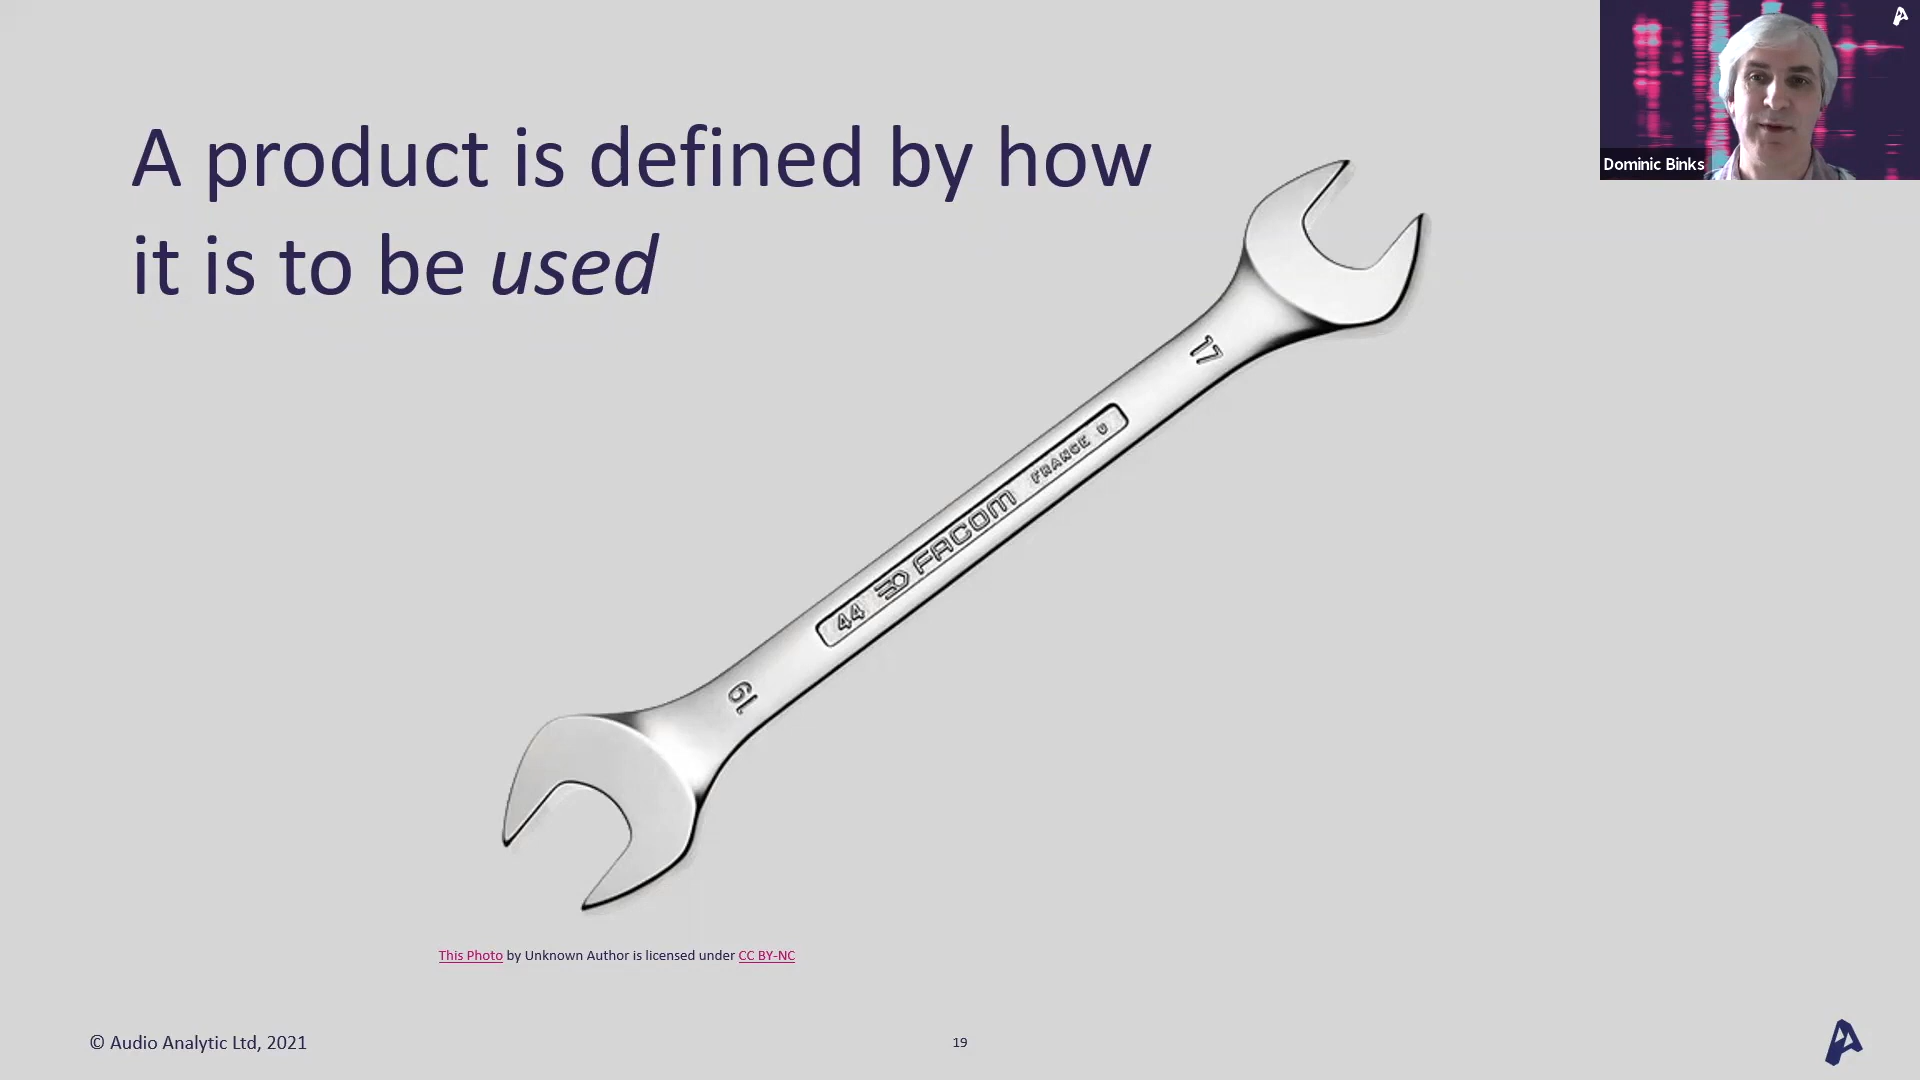 A product is defined by how
it is to be used
Dominic Binks
17
44 FACOM FRANCE U
19
This Photo by Unknown Author is licensed under CC BY-NC
© Audio Analytic Ltd, 2021
19